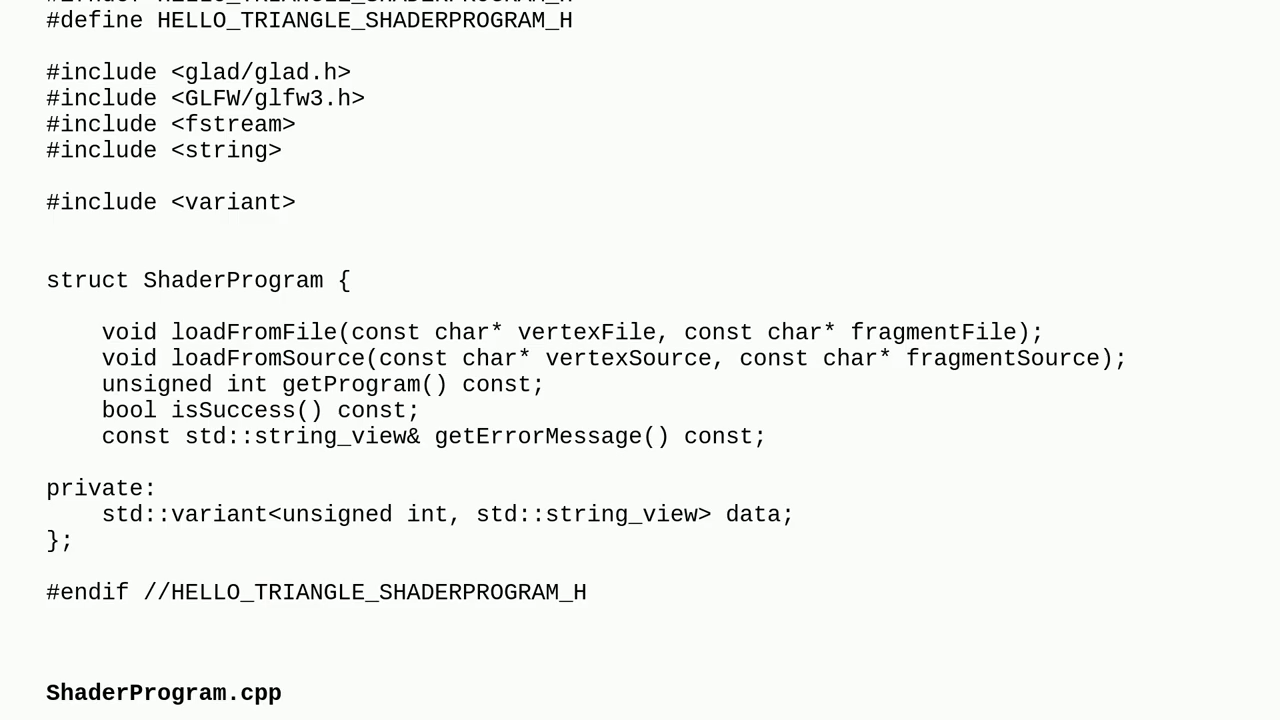 #define HELLO_TRIANGLE_SHADERPROGRAM_H
#include <glad/glad.h>
#include <GLFW/glfw3.h>
#include <fstream>
#include <string>
#include <variant>
struct ShaderProgram {
    void loadFromFile(const char* vertexFile, const char* fragmentFile);
    void loadFromSource(const char* vertexSource, const char* fragmentSource);
    unsigned int getProgram() const;
    bool isSuccess() const;
    const std::string_view& getErrorMessage() const;
private:
    std::variant<unsigned int, std::string_view> data;
};
#endif //HELLO_TRIANGLE_SHADERPROGRAM_H
ShaderProgram.cpp